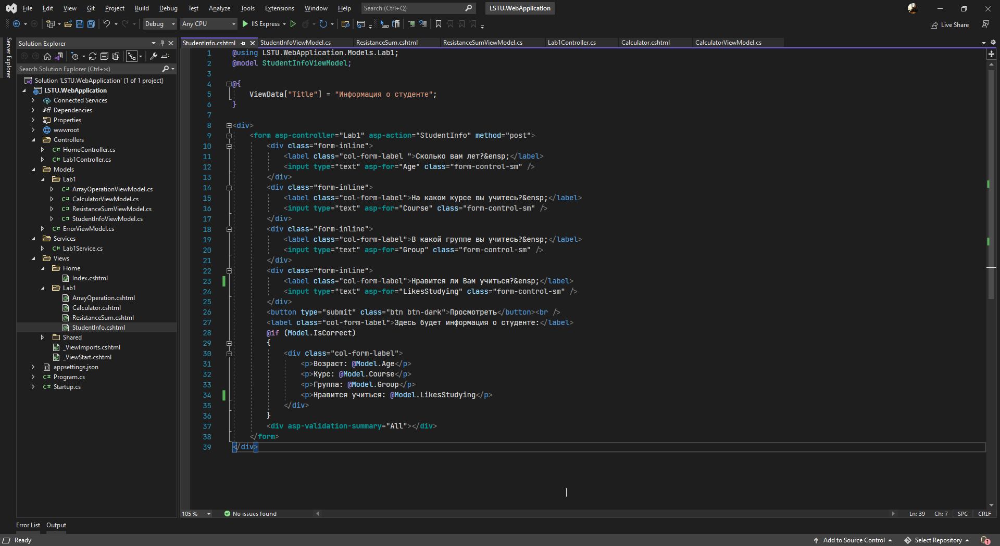 File Edit View Git Project Build Debug Test Analyze Tools Extensions Window Help Search (Ctrl+Q) LSTU.WebApplication
Debug Any CPU IIS Express Live Share
Server Explorer
Solution Explorer
Search Solution Explorer (Ctrl+ж)
Solution 'LSTU.WebApplication' (1 of 1 project)
LSTU.WebApplication
Connected Services
Dependencies
Properties
wwwroot
Controllers
C# HomeController.cs
C# Lab1Controller.cs
Models
Lab1
C# ArrayOperationViewModel.cs
C# CalculatorViewModel.cs
C# ResistanceSumViewModel.cs
C# StudentInfoViewModel.cs
C# ErrorViewModel.cs
Services
C# Lab1Service.cs
Views
Home
Index.cshtml
Lab1
ArrayOperation.cshtml
Calculator.cshtml
ResistanceSum.cshtml
StudentInfo.cshtml
Shared
_ViewImports.cshtml
_ViewStart.cshtml
appsettings.json
C# Program.cs
C# Startup.cs
StudentInfo.cshtml StudentInfoViewModel.cs ResistanceSum.cshtml ResistanceSumViewModel.cs Lab1Controller.cs Calculator.cshtml CalculatorViewModel.cs
1 @using LSTU.WebApplication.Models.Lab1;
2 @model StudentInfoViewModel;
3
4 @{
5 ViewData["Title"] = "Информация о студенте";
6 }
7
8 <div>
9 <form asp-controller="Lab1" asp-action="StudentInfo" method="post">
10 <div class="form-inline">
11 <label class="col-form-label ">Сколько вам лет?&ensp;</label>
12 <input type="text" asp-for="Age" class="form-control-sm" />
13 </div>
14 <div class="form-inline">
15 <label class="col-form-label">На каком курсе вы учитесь?&ensp;</label>
16 <input type="text" asp-for="Course" class="form-control-sm" />
17 </div>
18 <div class="form-inline">
19 <label class="col-form-label">В какой группе вы учитесь?&ensp;</label>
20 <input type="text" asp-for="Group" class="form-control-sm" />
21 </div>
22 <div class="form-inline">
23 <label class="col-form-label">Нравится ли Вам учиться?&ensp;</label>
24 <input type="text" asp-for="LikesStudying" class="form-control-sm" />
25 </div>
26 <button type="submit" class="btn btn-dark">Просмотреть</button><br />
27 <label class="col-form-label">Здесь будет информация о студенте:</label>
28 @if (Model.IsCorrect)
29 {
30 <div class="col-form-label">
31 <p>Возраст: @Model.Age</p>
32 <p>Курс: @Model.Course</p>
33 <p>Группа: @Model.Group</p>
34 <p>Нравится учиться: @Model.LikesStudying</p>
35 </div>
36 }
37 <div asp-validation-summary="All"></div>
38 </form>
39 </div>
105 % No issues found Ln: 39 Ch: 7 SPC CRLF
Error List Output
Ready Add to Source Control Select Repository 1